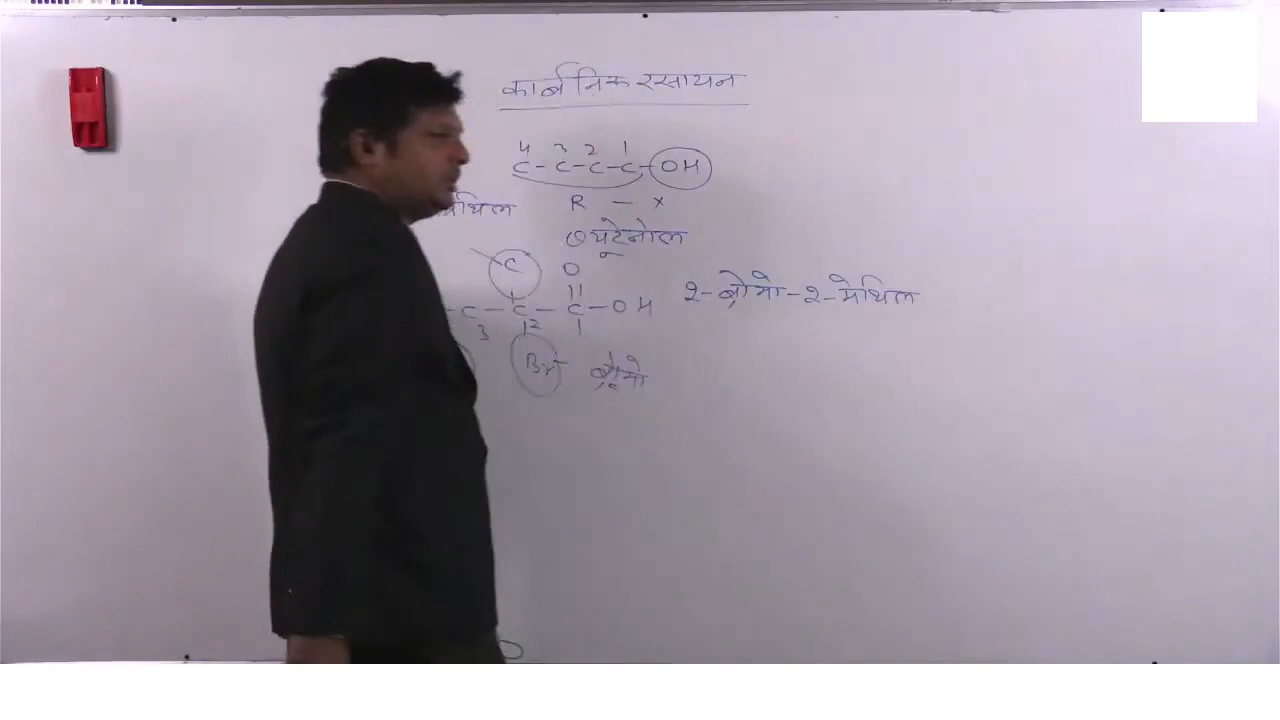 कार्बनिक रसायन
4 3 2 1
C - C - C - C - OH
मेथिल R - x
ब्यूटेनोल
C O
- C - C - C - OH 2-ब्रोमो-2-मेथिल
3 2 1
Br ब्रोमो